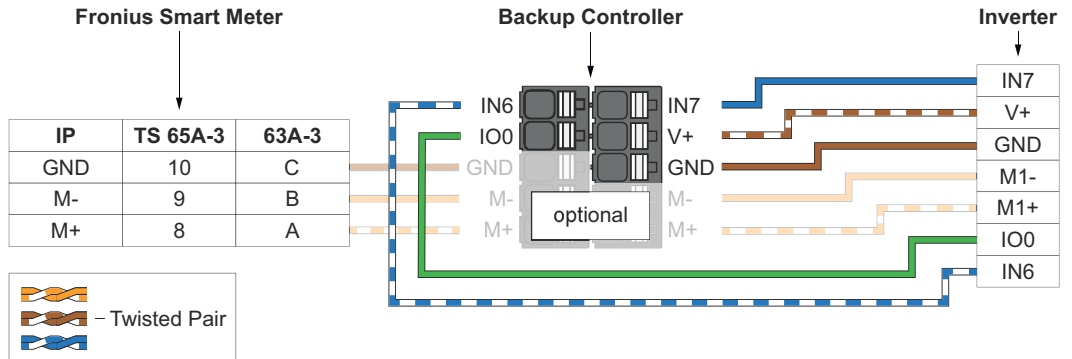 Fronius Smart Meter
Backup Controller
Inverter
IP TS 65A-3 63A-3
GND 10 C
M- 9 B
M+ 8 A
IN6
IO0
GND
M-
M+
optional
IN7
V+
GND
M-
M+
IN7
V+
GND
M1-
M1+
IO0
IN6
Twisted Pair